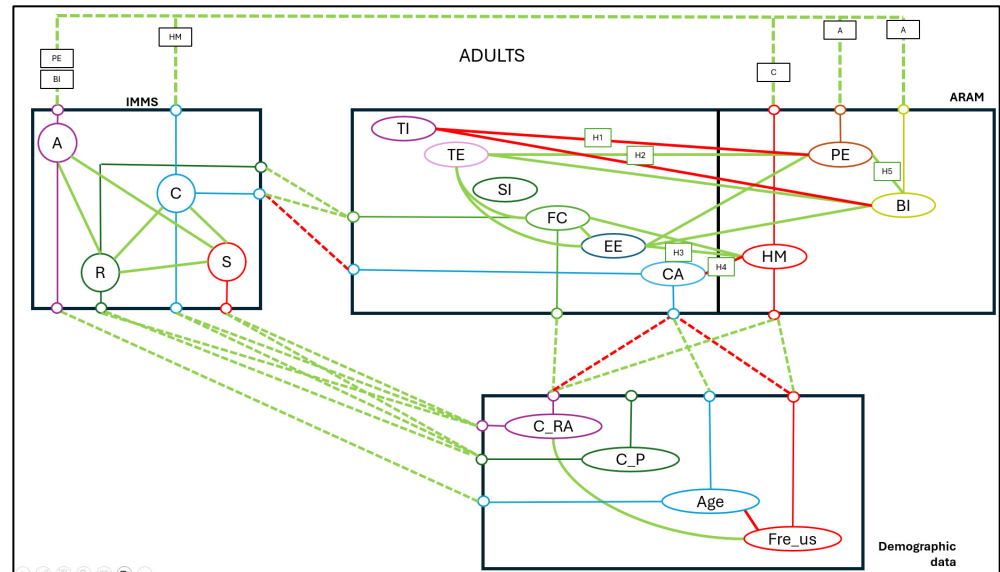 HM
A
A
PE
ADULTS
BI
C
IMMS
ARAM
TI
H1
A
TE
H2
PE
H5
C
SI
BI
FC
EE
H3
HM
S
R
CA
H4
C_RA
C_P
Age
Fre_us
Demographic
data